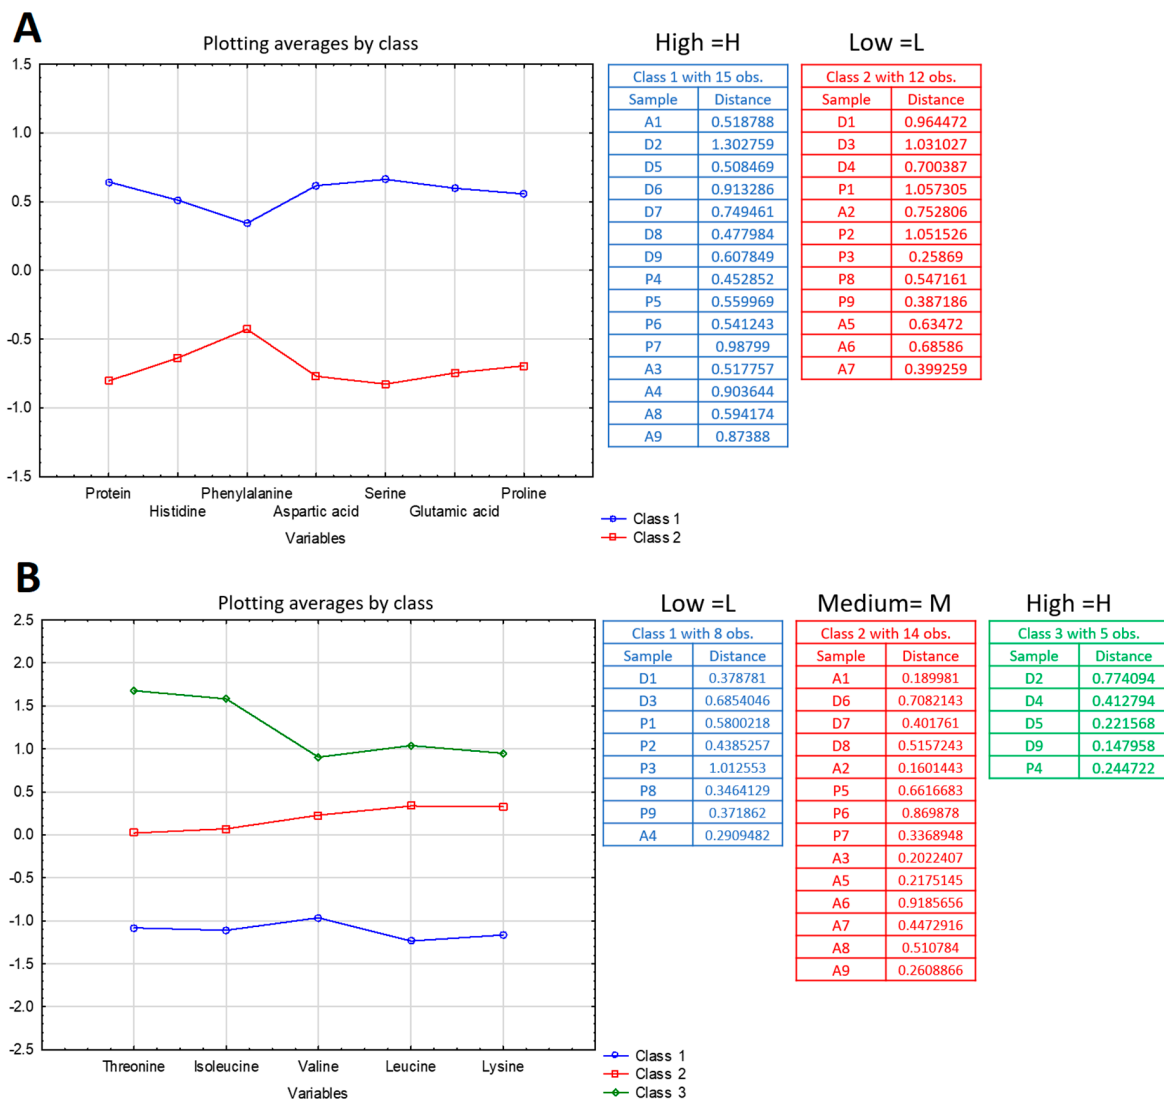 A
Plotting averages by class
High =H
Low =L
1.5
1.0
0.5
0.0
-0.5
-1.0
-1.5
Protein
Histidine
Phenylalanine
Aspartic acid
Serine
Glutamic acid
Proline
Variables
Class 1
Class 2
Class 1 with 15 obs.
Sample Distance
A1 0.518788
D2 1.302759
D5 0.508469
D6 0.913286
D7 0.749461
D8 0.477984
D9 0.607849
P4 0.452852
P5 0.559969
P6 0.541243
P7 0.98799
A3 0.517757
A4 0.903644
A8 0.594174
A9 0.87388
Class 2 with 12 obs.
Sample Distance
D1 0.964472
D3 1.031027
D4 0.700387
P1 1.057305
A2 0.752806
P2 1.051526
P3 0.25869
P8 0.547161
P9 0.387186
A5 0.63472
A6 0.68586
A7 0.399259
B
Plotting averages by class
Low =L
Medium= M
High =H
2.5
2.0
1.5
1.0
0.5
0.0
-0.5
-1.0
-1.5
-2.0
-2.5
Threonine
Isoleucine
Valine
Leucine
Lysine
Variables
Class 1
Class 2
Class 3
Class 1 with 8 obs.
Sample Distance
D1 0.378781
D3 0.6854046
P1 0.5800218
P2 0.4385257
P3 1.012553
P8 0.3464129
P9 0.371862
A4 0.2909482
Class 2 with 14 obs.
Sample Distance
A1 0.189981
D6 0.7082143
D7 0.401761
D8 0.5157243
A2 0.1601443
P5 0.6616683
P6 0.869878
P7 0.3368948
A3 0.2022407
A5 0.2175145
A6 0.9185656
A7 0.4472916
A8 0.510784
A9 0.2608866
Class 3 with 5 obs.
Sample Distance
D2 0.774094
D4 0.412794
D5 0.221568
D9 0.147958
P4 0.244722